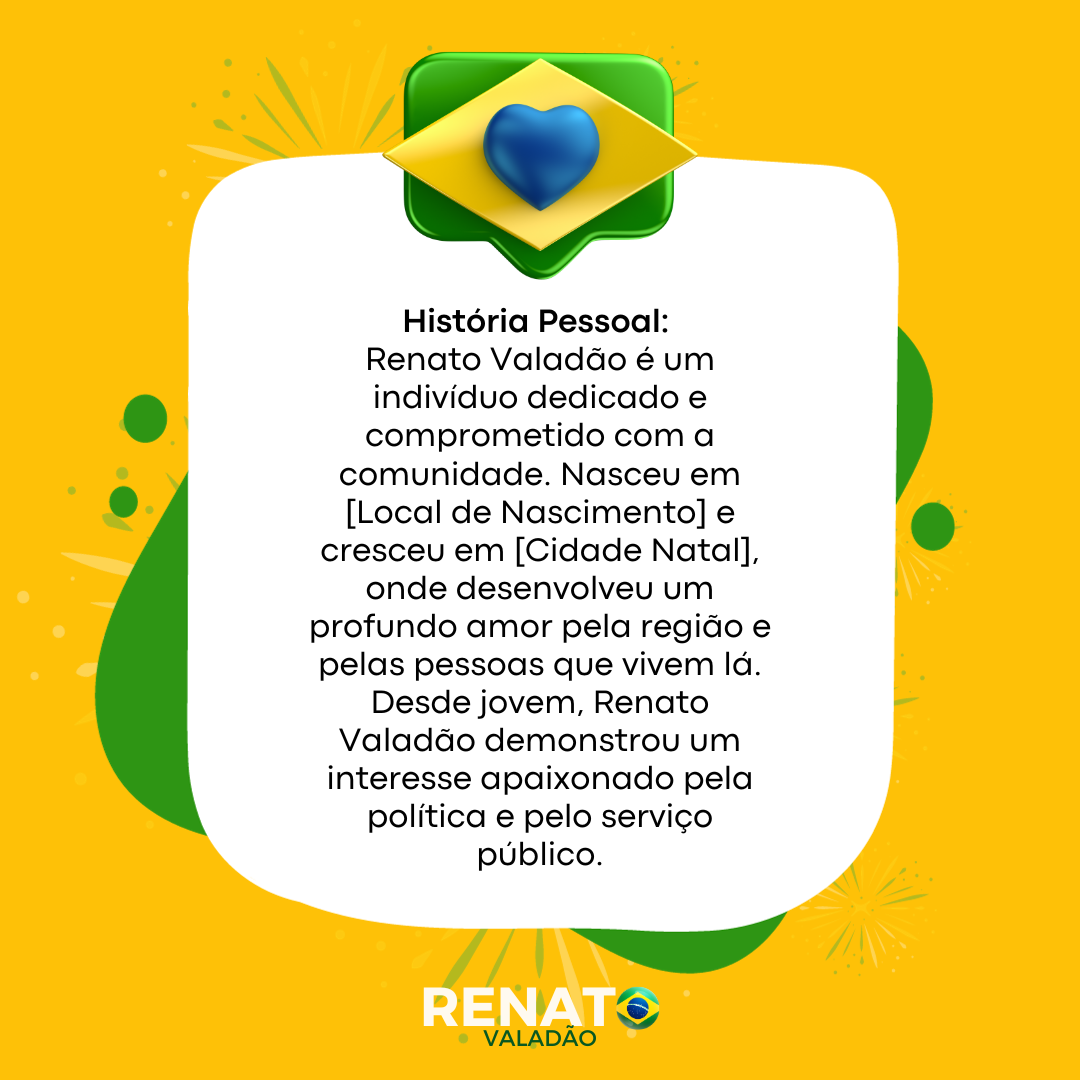 História Pessoal:
Renato Valadão é um
indivíduo dedicado e
comprometido com a
comunidade. Nasceu em
[Local de Nascimento] e
cresceu em [Cidade Natal],
onde desenvolveu um
profundo amor pela região e
pelas pessoas que vivem lá.
Desde jovem, Renato
Valadão demonstrou um
interesse apaixonado pela
política e pelo serviço
público.
RENATO
VALADÃO